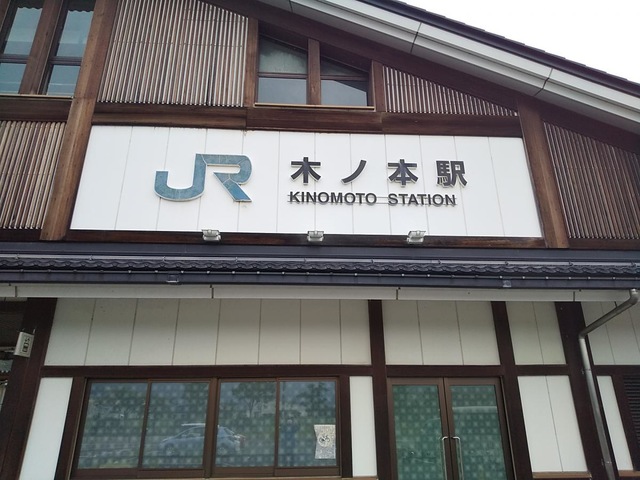 JR 木ノ本駅
KINOMOTO STATION